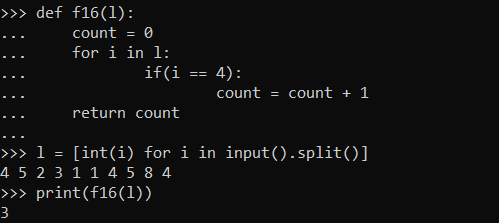 >>> def f16(l):
...     count = 0
...     for i in l:
...             if(i == 4):
...                     count = count + 1
...     return count
...
>>> l = [int(i) for i in input().split()]
4 5 2 3 1 1 4 5 8 4
>>> print(f16(l))
3